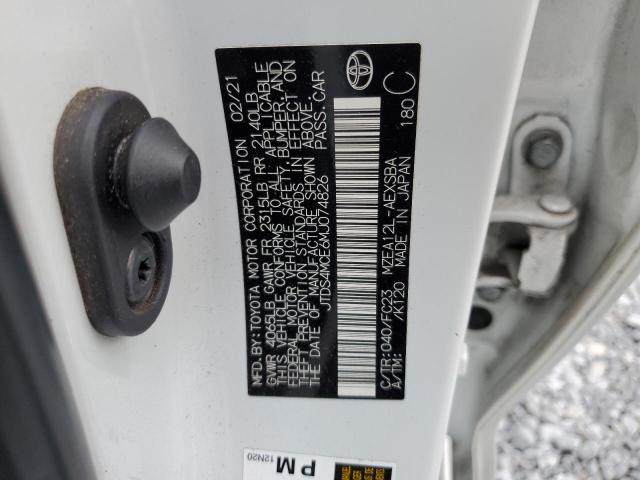 MFD.BY:TOYOTA MOTOR CORPORATION 02/21
GVWR 4065LB GAWR FR 2315LB RR 2140LB
THIS VEHICLE CONFORMS TO ALL APPLICABLE
FEDERAL MOTOR VEHICLE SAFETY, BUMPER, AND
THEFT PREVENTION STANDARDS IN EFFECT ON
THE DATE OF MANUFACTURE SHOWN ABOVE.
JTDS4MCE6MJ074826 PASS.CAR
C/TR:040/FC23 MZEA12L-AEXSBA
A/TM: /K120 MADE IN JAPAN 180 C
PM
12N20